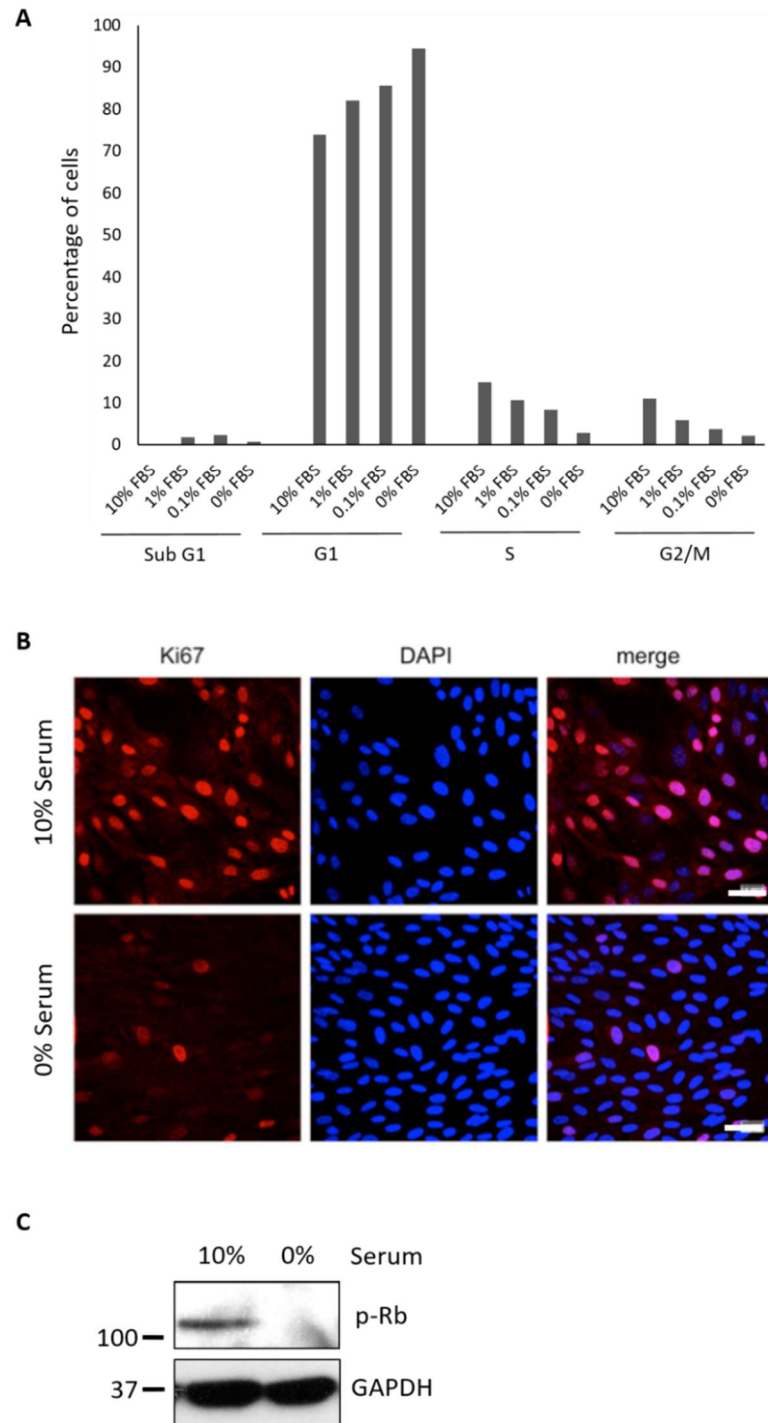 A
100
90
80
70
60
50
40
30
20
10
0
Percentage of cells
10% FBS 1% FBS 0.1% FBS 0% FBS 10% FBS 1% FBS 0.1% FBS 0% FBS 10% FBS 1% FBS 0.1% FBS 0% FBS 10% FBS 1% FBS 0.1% FBS 0% FBS
Sub G1 G1 S G2/M
B
Ki67 DAPI merge
10% Serum
0% Serum
C
10% 0% Serum
p-Rb
100
37
GAPDH